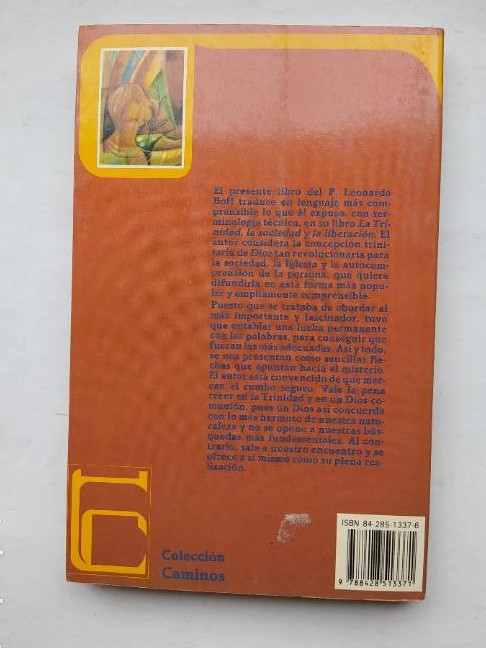 El presente libro del P. Leonardo
Boff traduce en lenguaje más com-
prensible lo que él expuso, con ter-
minología técnica, en su libro La Tri-
nidad, la sociedad y la liberación. El
autor considera la concepción trini-
taria de Dios tan revolucionaria para
la sociedad, la Iglesia y la autocom-
prensión de la persona, que quiere
difundirla en esta forma más popu-
lar y ampliamente comprensible.
Puesto que se trataba de abordar al
más importante y fascinador, tuvo
que entablar una lucha permanente
con las palabras, para conseguir que
fueran las más adecuadas. Así y todo,
se nos presentan como sencillas fle-
chas que apuntan hacia el misterio.
El autor está convencido de que mar-
can el rumbo seguro. Vale la pena
creer en la Trinidad y en un Dios-co-
munión, pues un Dios así concuerda
con lo más hermoso de nuestra natu-
raleza y no se opone a nuestras bús-
quedas más fundamentales. Al con-
trario, sale a nuestro encuentro y se
ofrece a sí mismo como su plena rea-
lización.
Colección
Caminos
ISBN 84-285-1337-6
9 788428 513371